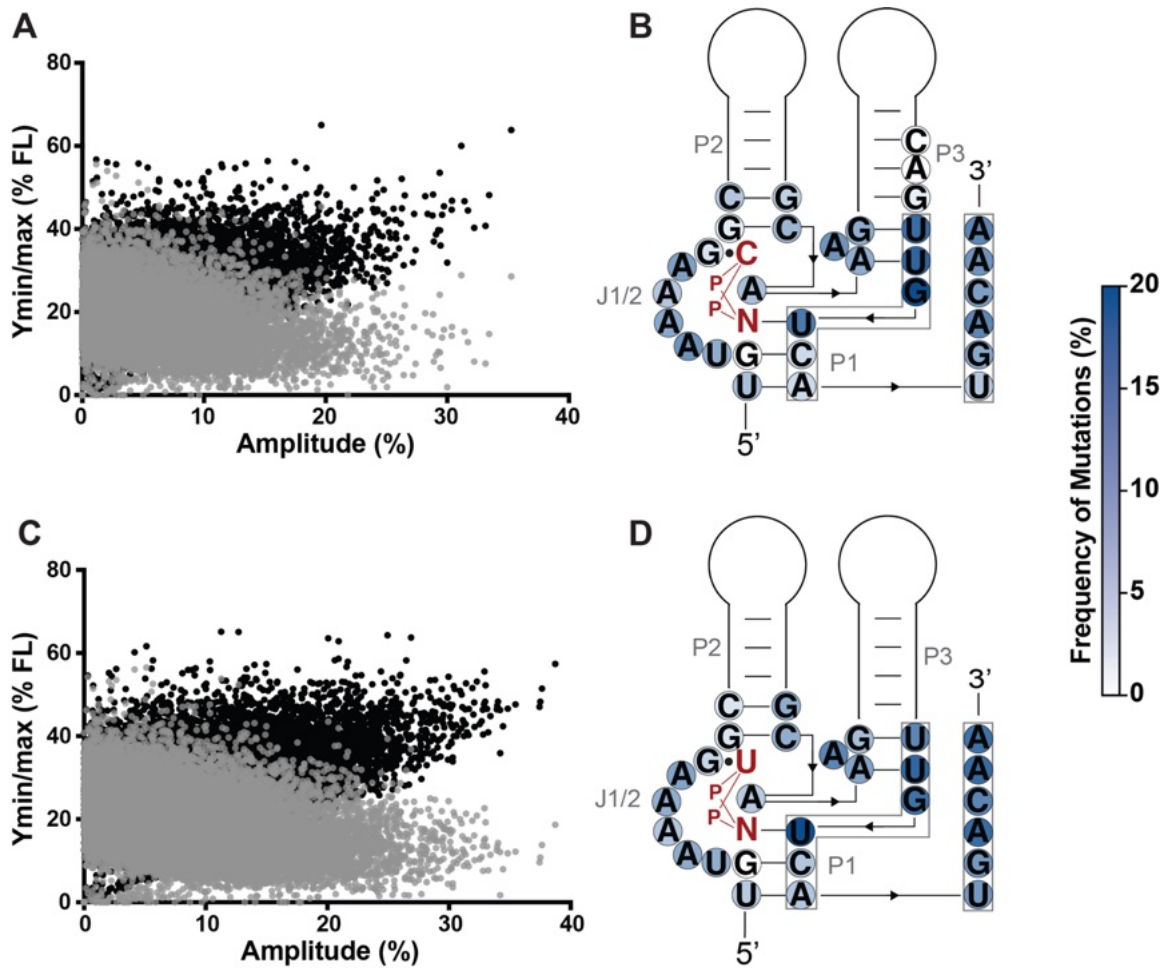 A
Ymin/max (% FL)
80
60
40
20
0
0 10 20 30 40
Amplitude (%)
B
P2
P3
C
A
G
3’
C G
G C
G U A
A
A U A
G C
A G C
P
A A
P
A G C
J1/2
A N U A
A U G C P1 G
U A U
5’
Frequency of Mutations (%)
20
15
10
5
0
C
Ymin/max (% FL)
80
60
40
20
0
0 10 20 30 40
Amplitude (%)
D
P2
P3
3’
C G
G C
G U A
A
A U A
G U
A G C
P
A A
P
J1/2
A N U A
A U G C P1 G
U A U
5’